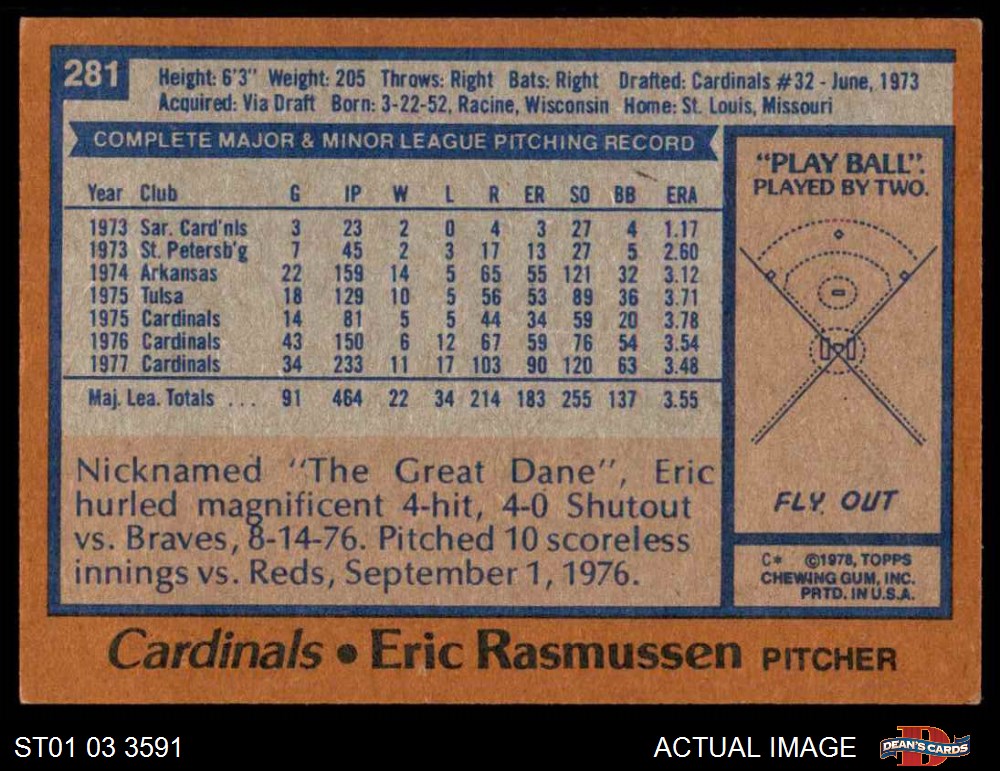 281
Height: 6'3" Weight: 205 Throws: Right Bats: Right Drafted: Cardinals #32 - June, 1973
Acquired: Via Draft Born: 3-22-52, Racine, Wisconsin Home: St. Louis, Missouri
COMPLETE MAJOR & MINOR LEAGUE PITCHING RECORD
Year Club G IP W L R ER SO BB ERA
1973 Sar. Card'nls 3 23 2 0 4 3 27 4 1.17
1973 St. Petersb'g 7 45 2 3 17 13 27 5 2.60
1974 Arkansas 22 159 14 5 65 55 121 32 3.12
1975 Tulsa 18 129 10 5 56 53 89 36 3.71
1975 Cardinals 14 81 5 5 44 34 59 20 3.78
1976 Cardinals 43 150 6 12 67 59 76 54 3.54
1977 Cardinals 34 233 11 17 103 90 120 63 3.48
Maj. Lea. Totals ... 91 464 22 34 214 183 255 137 3.55
Nicknamed "The Great Dane", Eric
hurled magnificent 4-hit, 4-0 Shutout
vs. Braves, 8-14-76. Pitched 10 scoreless
innings vs. Reds, September 1, 1976.
"PLAY BALL":
PLAYED BY TWO.
FLY OUT
C* ©1978, TOPPS
CHEWING GUM, INC.
PRTD. IN U.S.A.
Cardinals • Eric Rasmussen PITCHER
ST01 03 3591
ACTUAL IMAGE
D
DEAN'S CARDS